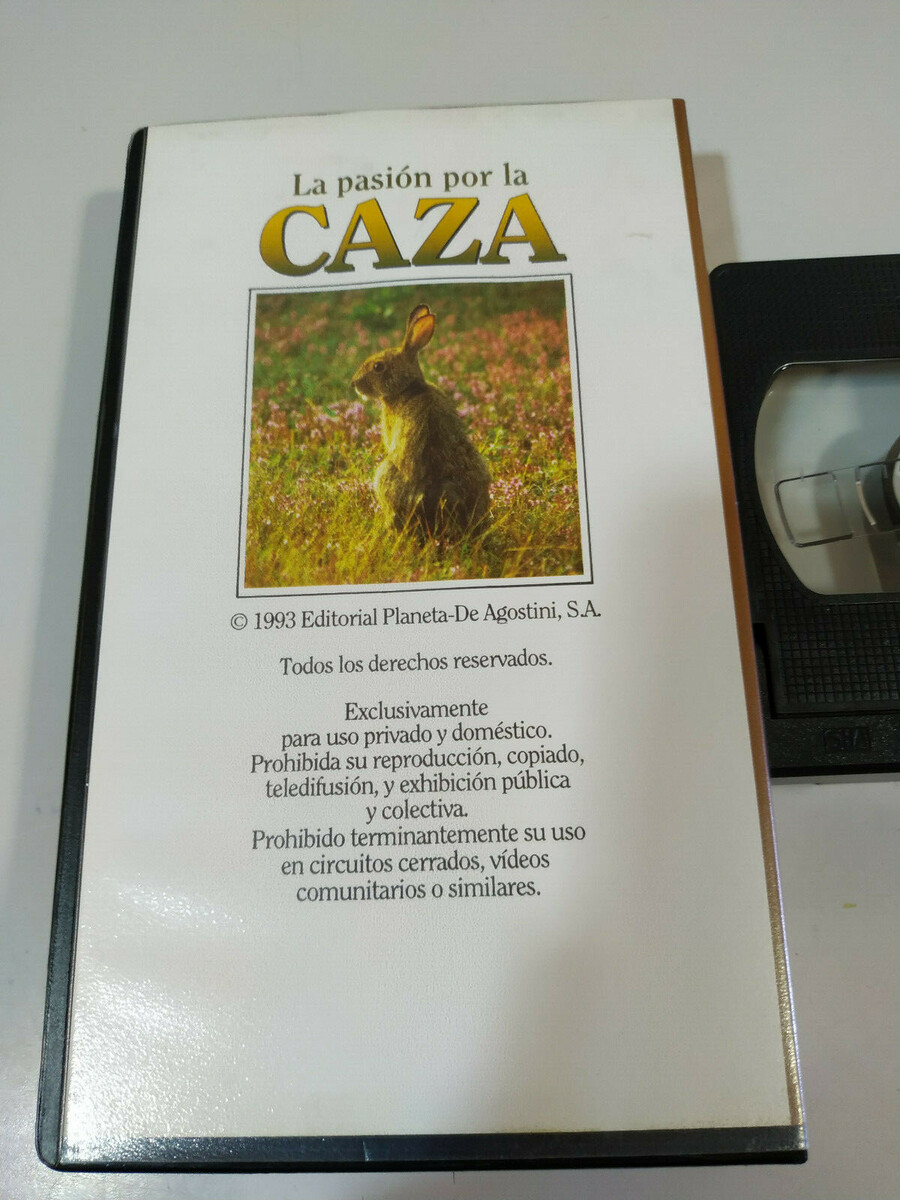 La pasión por la
CAZA
© 1993 Editorial Planeta-De Agostini, S.A.
Todos los derechos reservados.
Exclusivamente
para uso privado y doméstico.
Prohibida su reproducción, copiado,
teledifusión, y exhibición pública
y colectiva.
Prohibido terminantemente su uso
en circuitos cerrados, vídeos
comunitarios o similares.